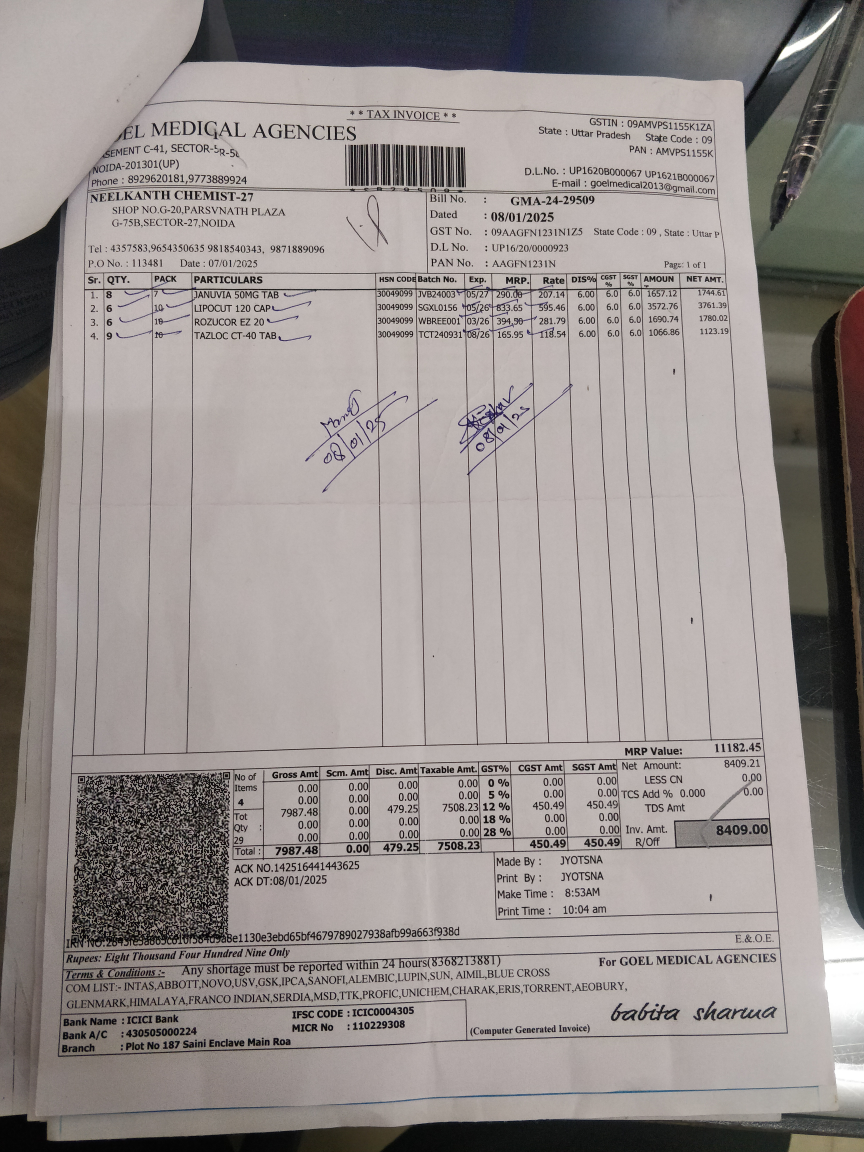 ** TAX INVOICE **
GSTIN : 09AMVPS1155K1ZA
OEL MEDICAL AGENCIES
State : Uttar Pradesh State Code : 09
PAN : AMVPS1155K
SEMENT C-41, SECTOR-
NOIDA-201301(UP)
D.L.No. : UP1620B000067 UP1621B000067
Phone : 8929620181,9773889924
E-mail : goelmedical2013@gmail.com
NEELKANTH CHEMIST-27
Bill No. : GMA-24-29509
SHOP NO.G-20,PARSVNATH PLAZA
Dated : 08/01/2025
G-75B,SECTOR-27,NOIDA
GST No. : 09AAGFN1231N1Z5 State Code : 09 , State : Uttar P
Tel : 4357583,9654350635 9818540343, 9871889096
D.L No. : UP16/20/0000923
P.O No. : 113481 Date : 07/01/2025
PAN No. : AAGFN1231N Page: 1 of 1
Sr. QTY. PACK PARTICULARS HSN CODE Batch No. Exp. MRP. Rate DIS% CGST % SGST % AMOUN T NET AMT.
1. 8 7 JANUVIA 50MG TAB 30049099 JVB24003 05/27 290.00 207.14 6.00 6.0 6.0 1657.12 1744.61
2. 6 10 LIPOCUT 120 CAP 30049099 SGXL0156 05/26 833.65 595.46 6.00 6.0 6.0 3572.76 3761.39
3. 6 10 ROZUCOR EZ 20 30049099 WBREE001 03/26 394.50 281.79 6.00 6.0 6.0 1690.74 1780.02
4. 9 10 TAZLOC CT-40 TAB 30049099 TCT240931 08/26 165.95 118.54 6.00 6.0 6.0 1066.86 1123.19
08/01/25
08/01/25
MRP Value: 11182.45
No of Items 4
Tot Qty : 29
Gross Amt Scm. Amt Disc. Amt Taxable Amt. GST% CGST Amt SGST Amt
0.00 0.00 0.00 0.00 0 % 0.00 0.00
0.00 0.00 0.00 0.00 5 % 0.00 0.00
7987.48 0.00 479.25 7508.23 12 % 450.49 450.49
0.00 0.00 0.00 0.00 18 % 0.00 0.00
0.00 0.00 0.00 0.00 28 % 0.00 0.00
Total : 7987.48 0.00 479.25 7508.23 450.49 450.49
Net Amount: 8409.21
LESS CN 0.00
TCS Add % 0.000 0.00
TDS Amt
Inv. Amt. 8409.00
R/Off
ACK NO.142516441443625
ACK DT:08/01/2025
Made By : JYOTSNA
Print By : JYOTSNA
Make Time : 8:53AM
Print Time : 10:04 am
IRN NO:
E.& O.E.
Rupees: Eight Thousand Four Hundred Nine Only
Terms & Conditions :- Any shortage must be reported within 24 hours(8368213881)
For GOEL MEDICAL AGENCIES
COM LIST:- INTAS,ABBOTT,NOVO,USV,GSK,IPCA,SANOFI,ALEMBIC,LUPIN,SUN, AIMIL,BLUE CROSS
GLENMARK,HIMALAYA,FRANCO INDIAN,SERDIA,MSD,TTK,PROFIC,UNICHEM,CHARAK,ERIS,TORRENT,AEOBURY,
Bank Name : ICICI Bank IFSC CODE : ICIC0004305
Bank A/C : 430505000224 MICR No : 110229308
Branch : Plot No 187 Saini Enclave Main Roa
(Computer Generated Invoice)
babita sharma